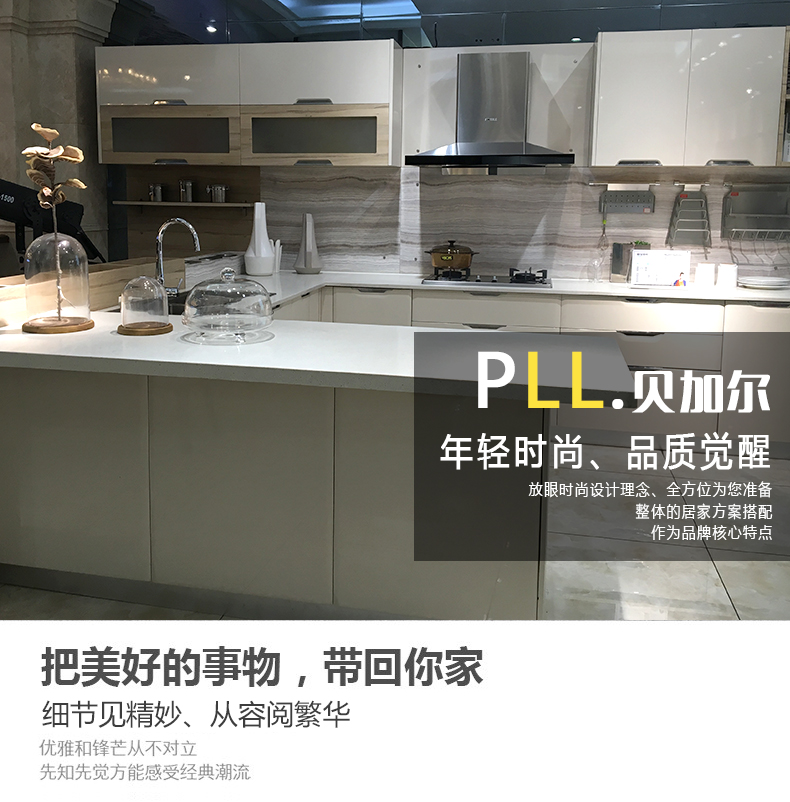 1500
PLL.贝加尔
年轻时尚、品质觉醒
放眼时尚设计理念、全方位为您准备
整体的居家方案搭配
作为品牌核心特点
把美好的事物，带回你家
细节见精妙、从容阅繁华
优雅和锋芒从不对立
先知先觉方能感受经典潮流